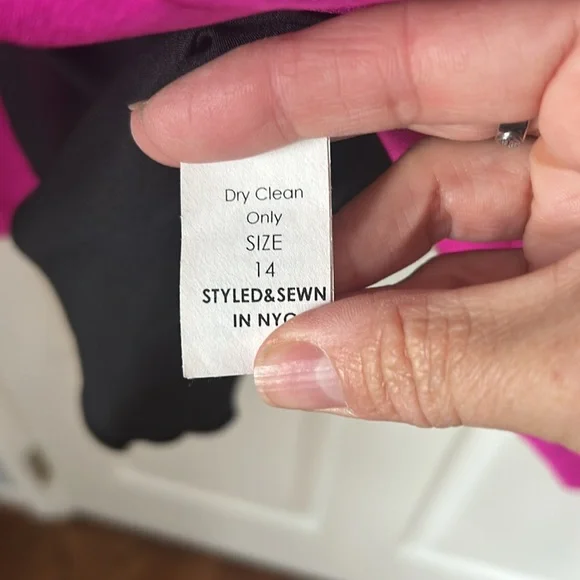 Dry Clean
Only
SIZE
14
STYLED&SEWN
IN NYC